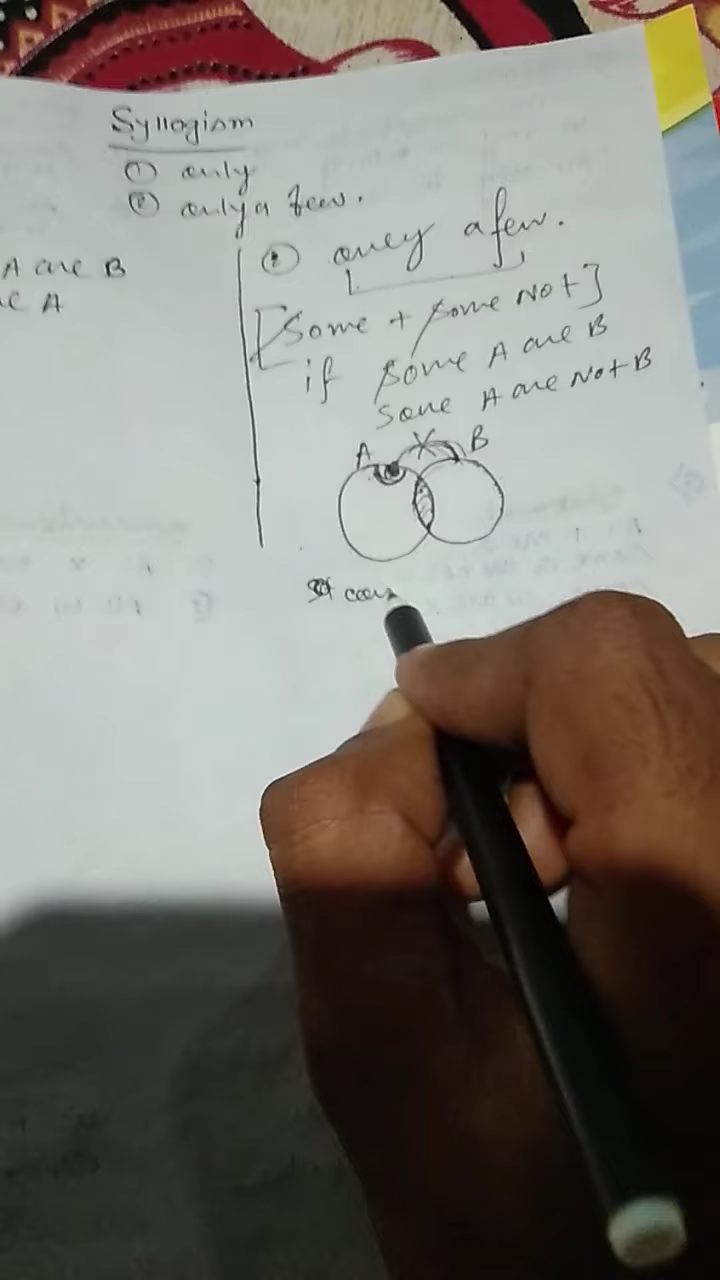 Syllogism
① only
② only a few.
A are B
A
② only a few.
[Some + Some Not]
if Some A are B
Some A are Not B
A X B